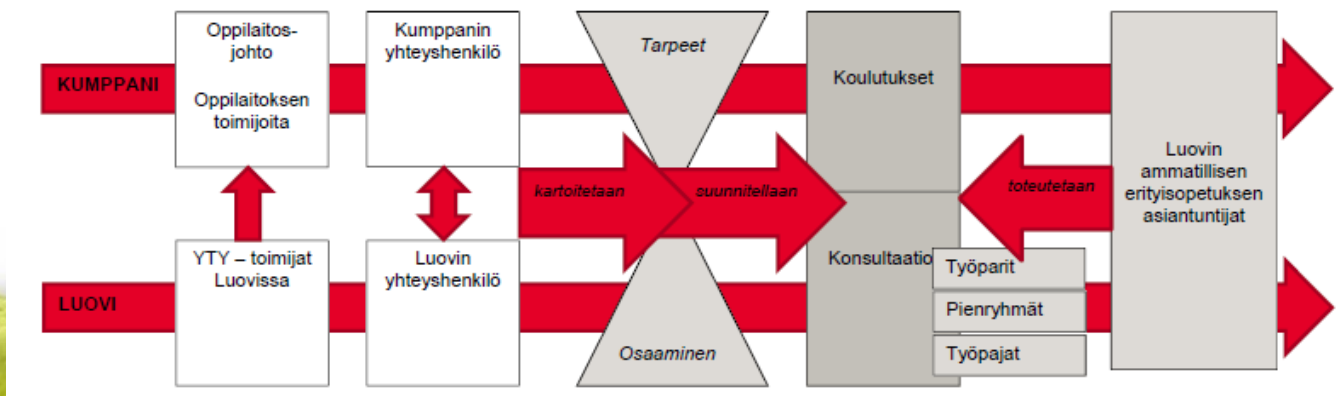 KUMPPANI
Oppilaitos-
johto
Oppilaitoksen
toimijoita
Kumppanin
yhteyshenkilö
Tarpeet
Koulutukset
kartoitetaan
suunnitellaan
toteutetaan
Luovin
ammatillisen
erityisopetuksen
asiantuntijat
LUOVI
YTY – toimijat
Luovissa
Luovin
yhteyshenkilö
Osaaminen
Konsultaatio
Työparit
Pienryhmät
Työpajat